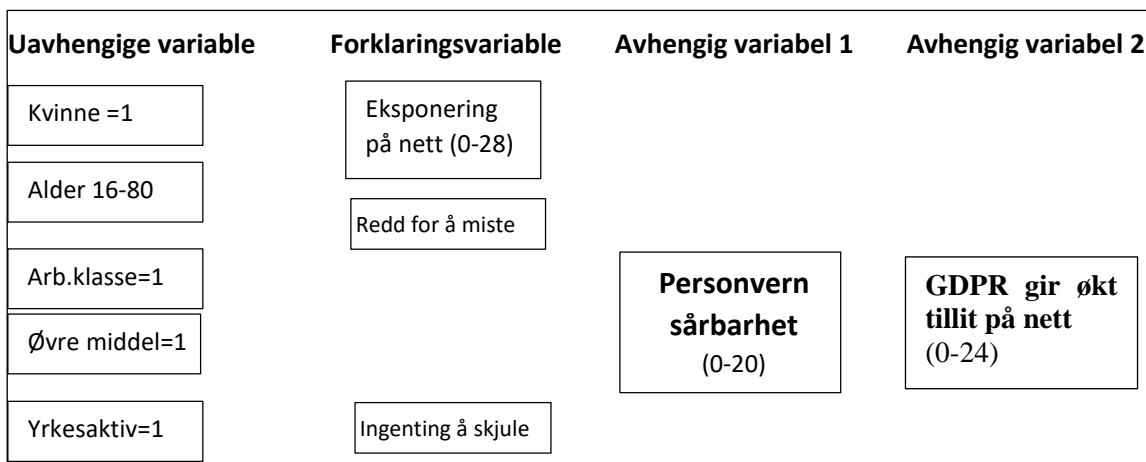 Uavhengige variable
Forklaringsvariable
Avhengig variabel 1
Avhengig variabel 2
Kvinne =1
Alder 16-80
Arb.klasse=1
Øvre middel=1
Yrkesaktiv=1
Eksponering
på nett (0-28)
Redd for å miste
Ingenting å skjule
Personvern
sårbarhet
(0-20)
GDPR gir økt
tillit på nett
(0-24)